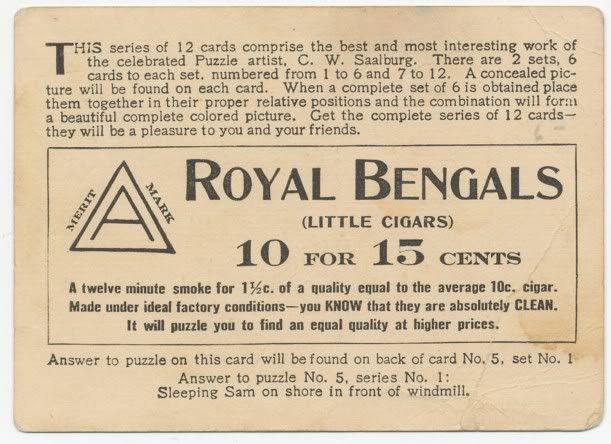 THIS series of 12 cards comprise the best and most interesting work of
the celebrated Puzzle artist, C. W. Saalburg. There are 2 sets, 6
cards to each set. numbered from 1 to 6 and 7 to 12. A concealed pic-
ture will be found on each card. When a complete set of 6 is obtained place
them together in their proper relative positions and the combination will form
a beautiful complete colored picture. Get the complete series of 12 cards—
they will be a pleasure to you and your friends.
MERIT A MARK
ROYAL BENGALS
(LITTLE CIGARS)
10 FOR 15 CENTS
A twelve minute smoke for 1½c. of a quality equal to the average 10c. cigar.
Made under ideal factory conditions—you KNOW that they are absolutely CLEAN.
It will puzzle you to find an equal quality at higher prices.
Answer to puzzle on this card will be found on back of card No. 5, set No. 1
Answer to puzzle No. 5, series No. 1:
Sleeping Sam on shore in front of windmill.